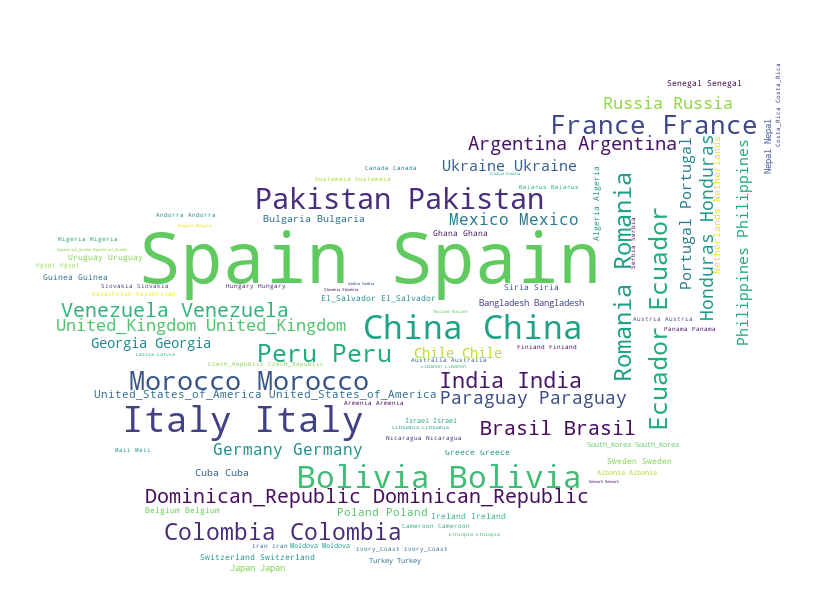 Senegal Senegal
Costa_Rica Costa_Rica
Russia Russia
France France
Nepal Nepal
Argentina Argentina
Canada Canada
Ukraine Ukraine
Croatia Croatia
Guatemala Guatemala
Belarus Belarus
Algeria Algeria
Portugal Portugal
Honduras Honduras
Netherlands Netherlands
Philippines Philippines
Pakistan Pakistan
Romania Romania
Ecuador Ecuador
Andorra Andorra
Bulgaria Bulgaria
Mexico Mexico
Serbia Serbia
Ghana Ghana
Nigeria Nigeria
Spain Spain
Uruguay Uruguay
Egypt Egypt
Guinea Guinea
Slovakia Slovakia
Hungary Hungary
Slovenia Slovenia
Siria Siria
Kazakhstan Kazakhstan
El_Salvador El_Salvador
Bangladesh Bangladesh
Venezuela Venezuela
United_Kingdom United_Kingdom
China China
Austria Austria
Panama Panama
Georgia Georgia
Finland Finland
Latvia Latvia
Peru Peru
Chile Chile
Czech_Republic Czech_Republic
Australia Australia
Lebanon Lebanon
Morocco Morocco
India India
United_States_of_America United_States_of_America
Paraguay Paraguay
Armenia Armenia
Italy Italy
Israel Israel
Lithuania Lithuania
Brasil Brasil
Nicaragua Nicaragua
South_Korea South_Korea
Mali Mali
Germany Germany
Greece Greece
Sweden Sweden
Cuba Cuba
Bolivia Bolivia
Albania Albania
Denmark Denmark
Dominican_Republic Dominican_Republic
Belgium Belgium
Poland Poland
Ireland Ireland
Cameroon Cameroon
Colombia Colombia
Ethiopia Ethiopia
Iran Iran
Moldova Moldova
Ivory_Coast Ivory_Coast
Switzerland Switzerland
Turkey Turkey
Japan Japan